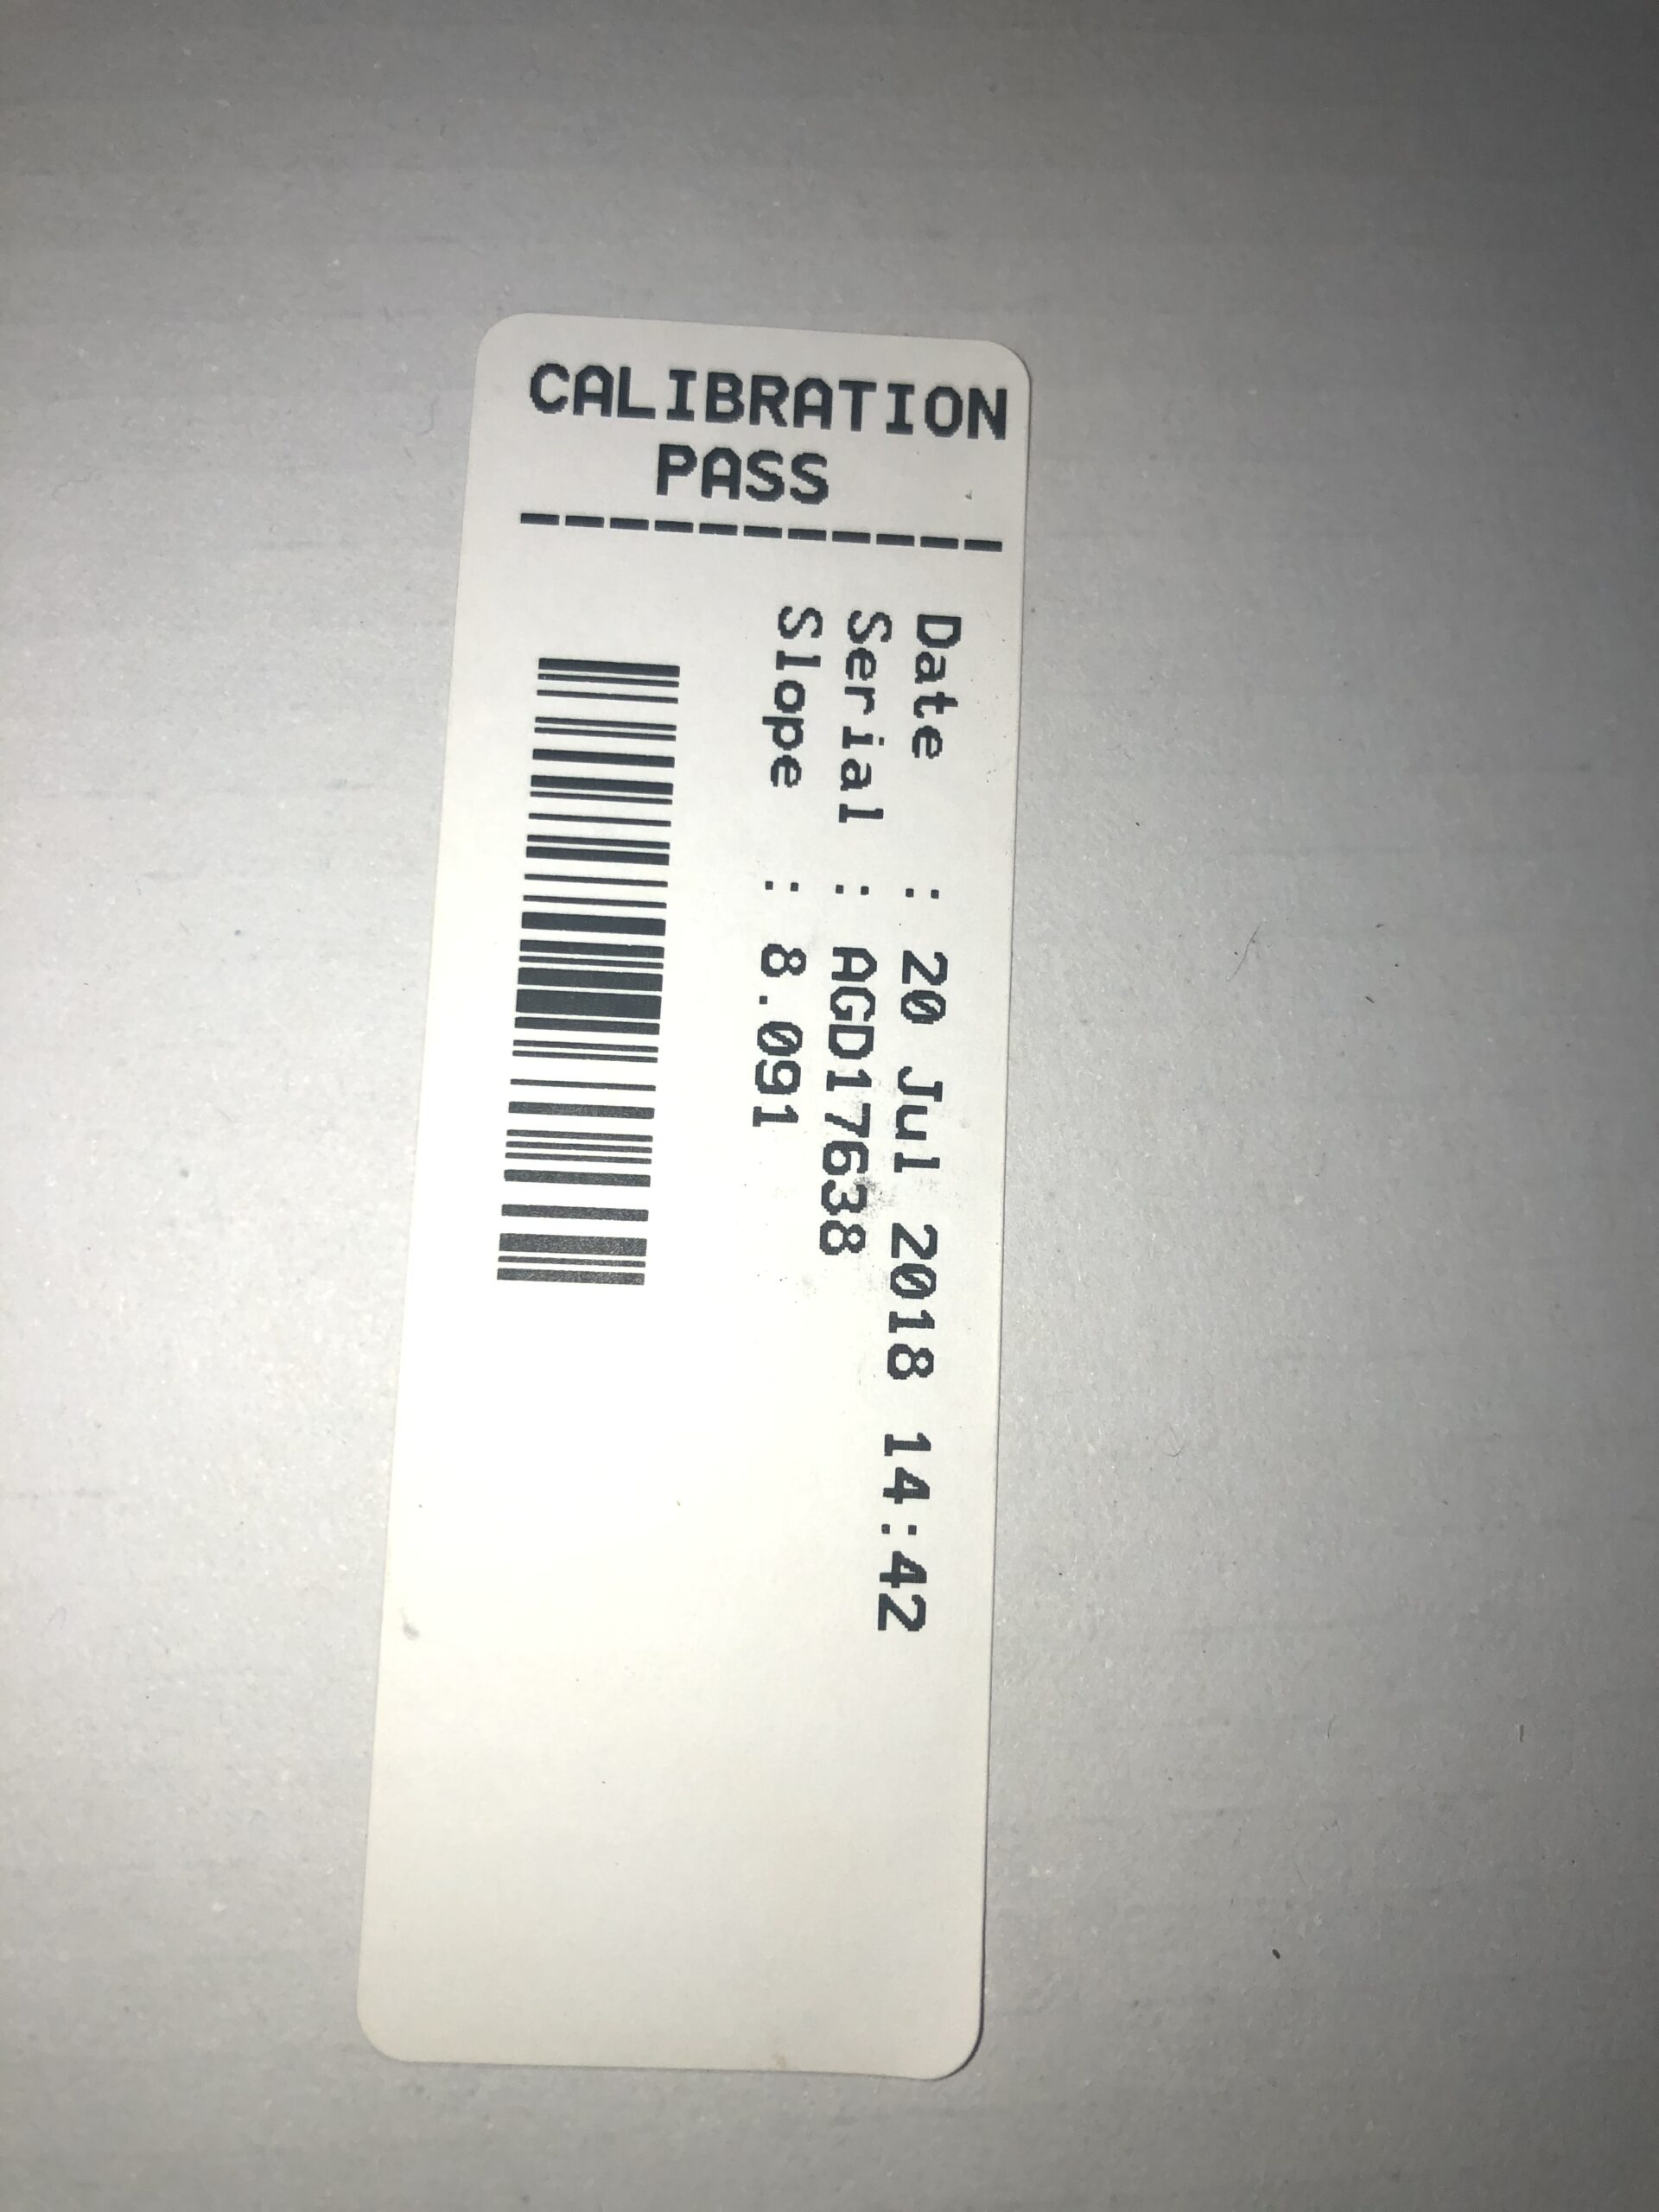 CALIBRATION
PASS
-----------
Date : 20 Jul 2018 14:42
Serial : AGD17638
Slope : 8.091